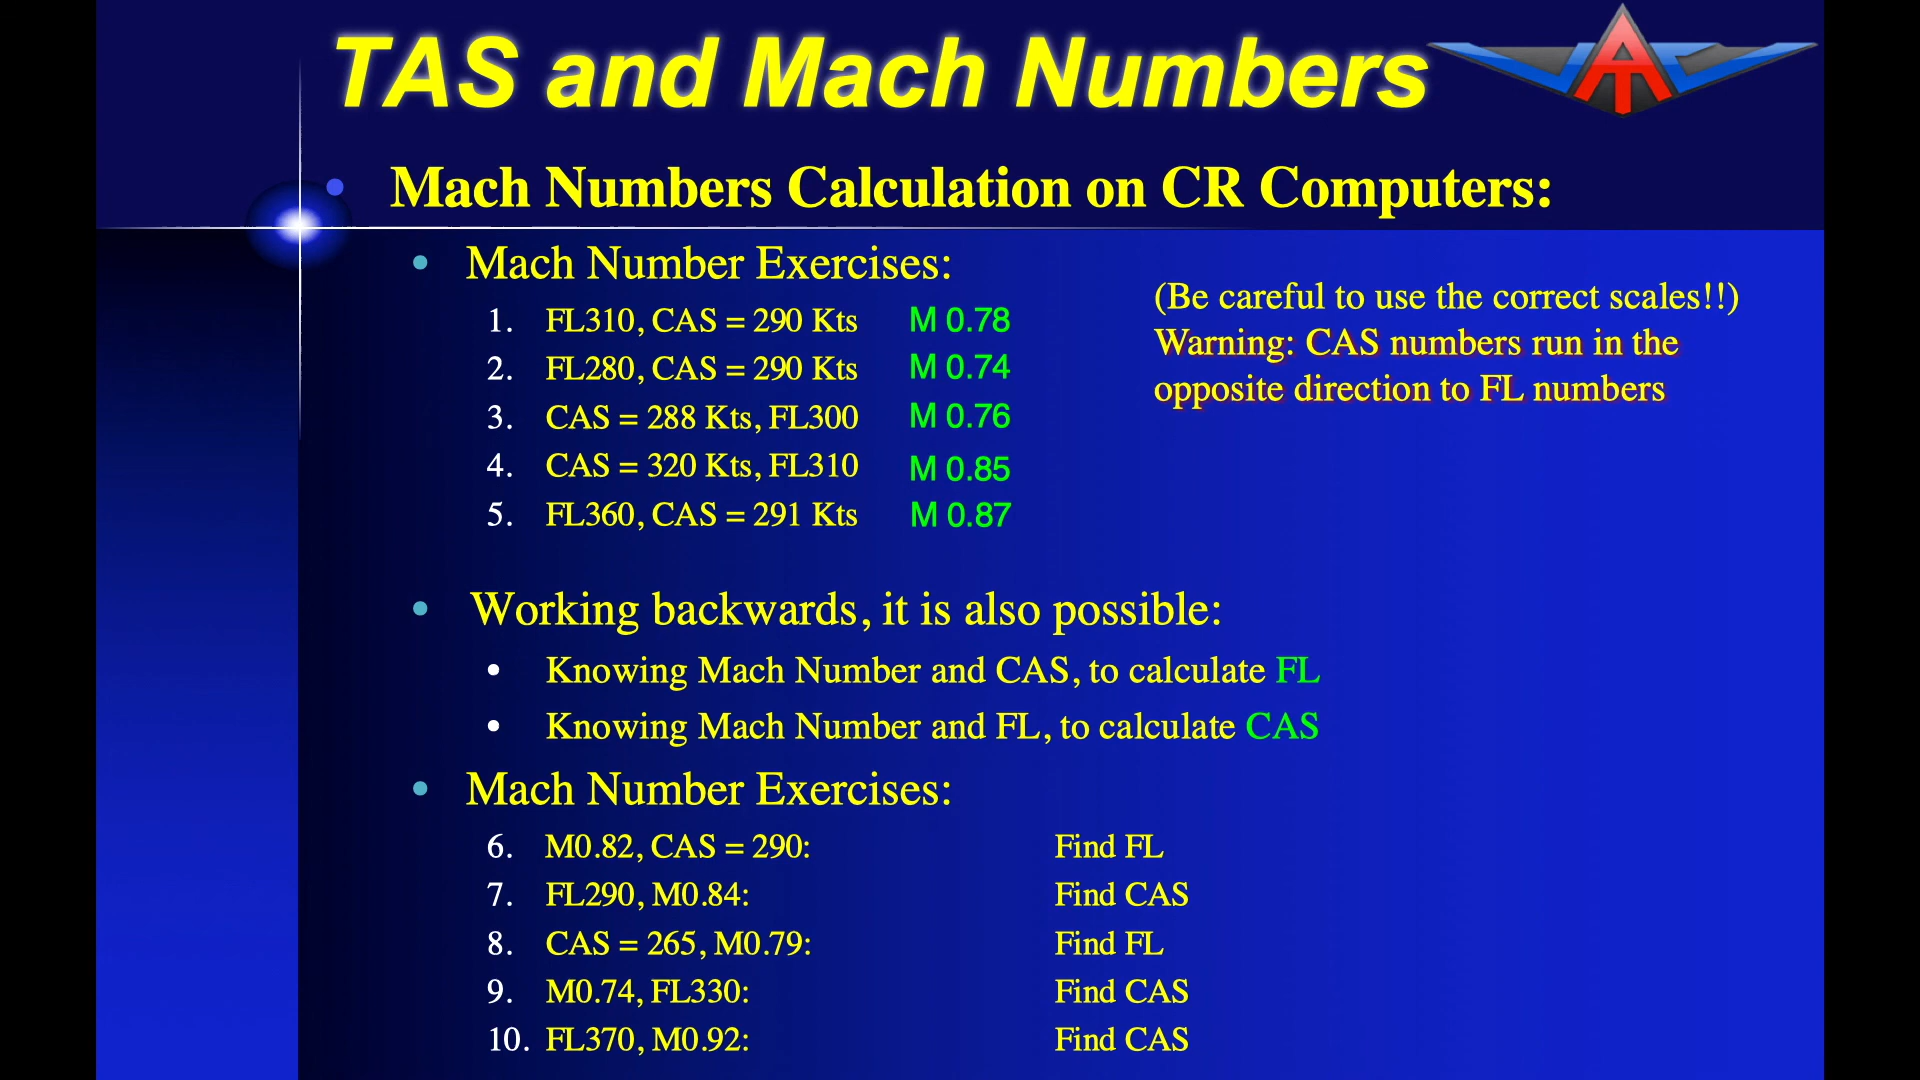 TAS and Mach Numbers
Mach Numbers Calculation on CR Computers:
Mach Number Exercises:
(Be careful to use the correct scales!!)
Warning: CAS numbers run in the
opposite direction to FL numbers
1. FL310, CAS = 290 Kts M 0.78
2. FL280, CAS = 290 Kts M 0.74
3. CAS = 288 Kts, FL300 M 0.76
4. CAS = 320 Kts, FL310 M 0.85
5. FL360, CAS = 291 Kts M 0.87
Working backwards, it is also possible:
Knowing Mach Number and CAS, to calculate FL
Knowing Mach Number and FL, to calculate CAS
Mach Number Exercises:
6. M0.82, CAS = 290: Find FL
7. FL290, M0.84: Find CAS
8. CAS = 265, M0.79: Find FL
9. M0.74, FL330: Find CAS
10. FL370, M0.92: Find CAS